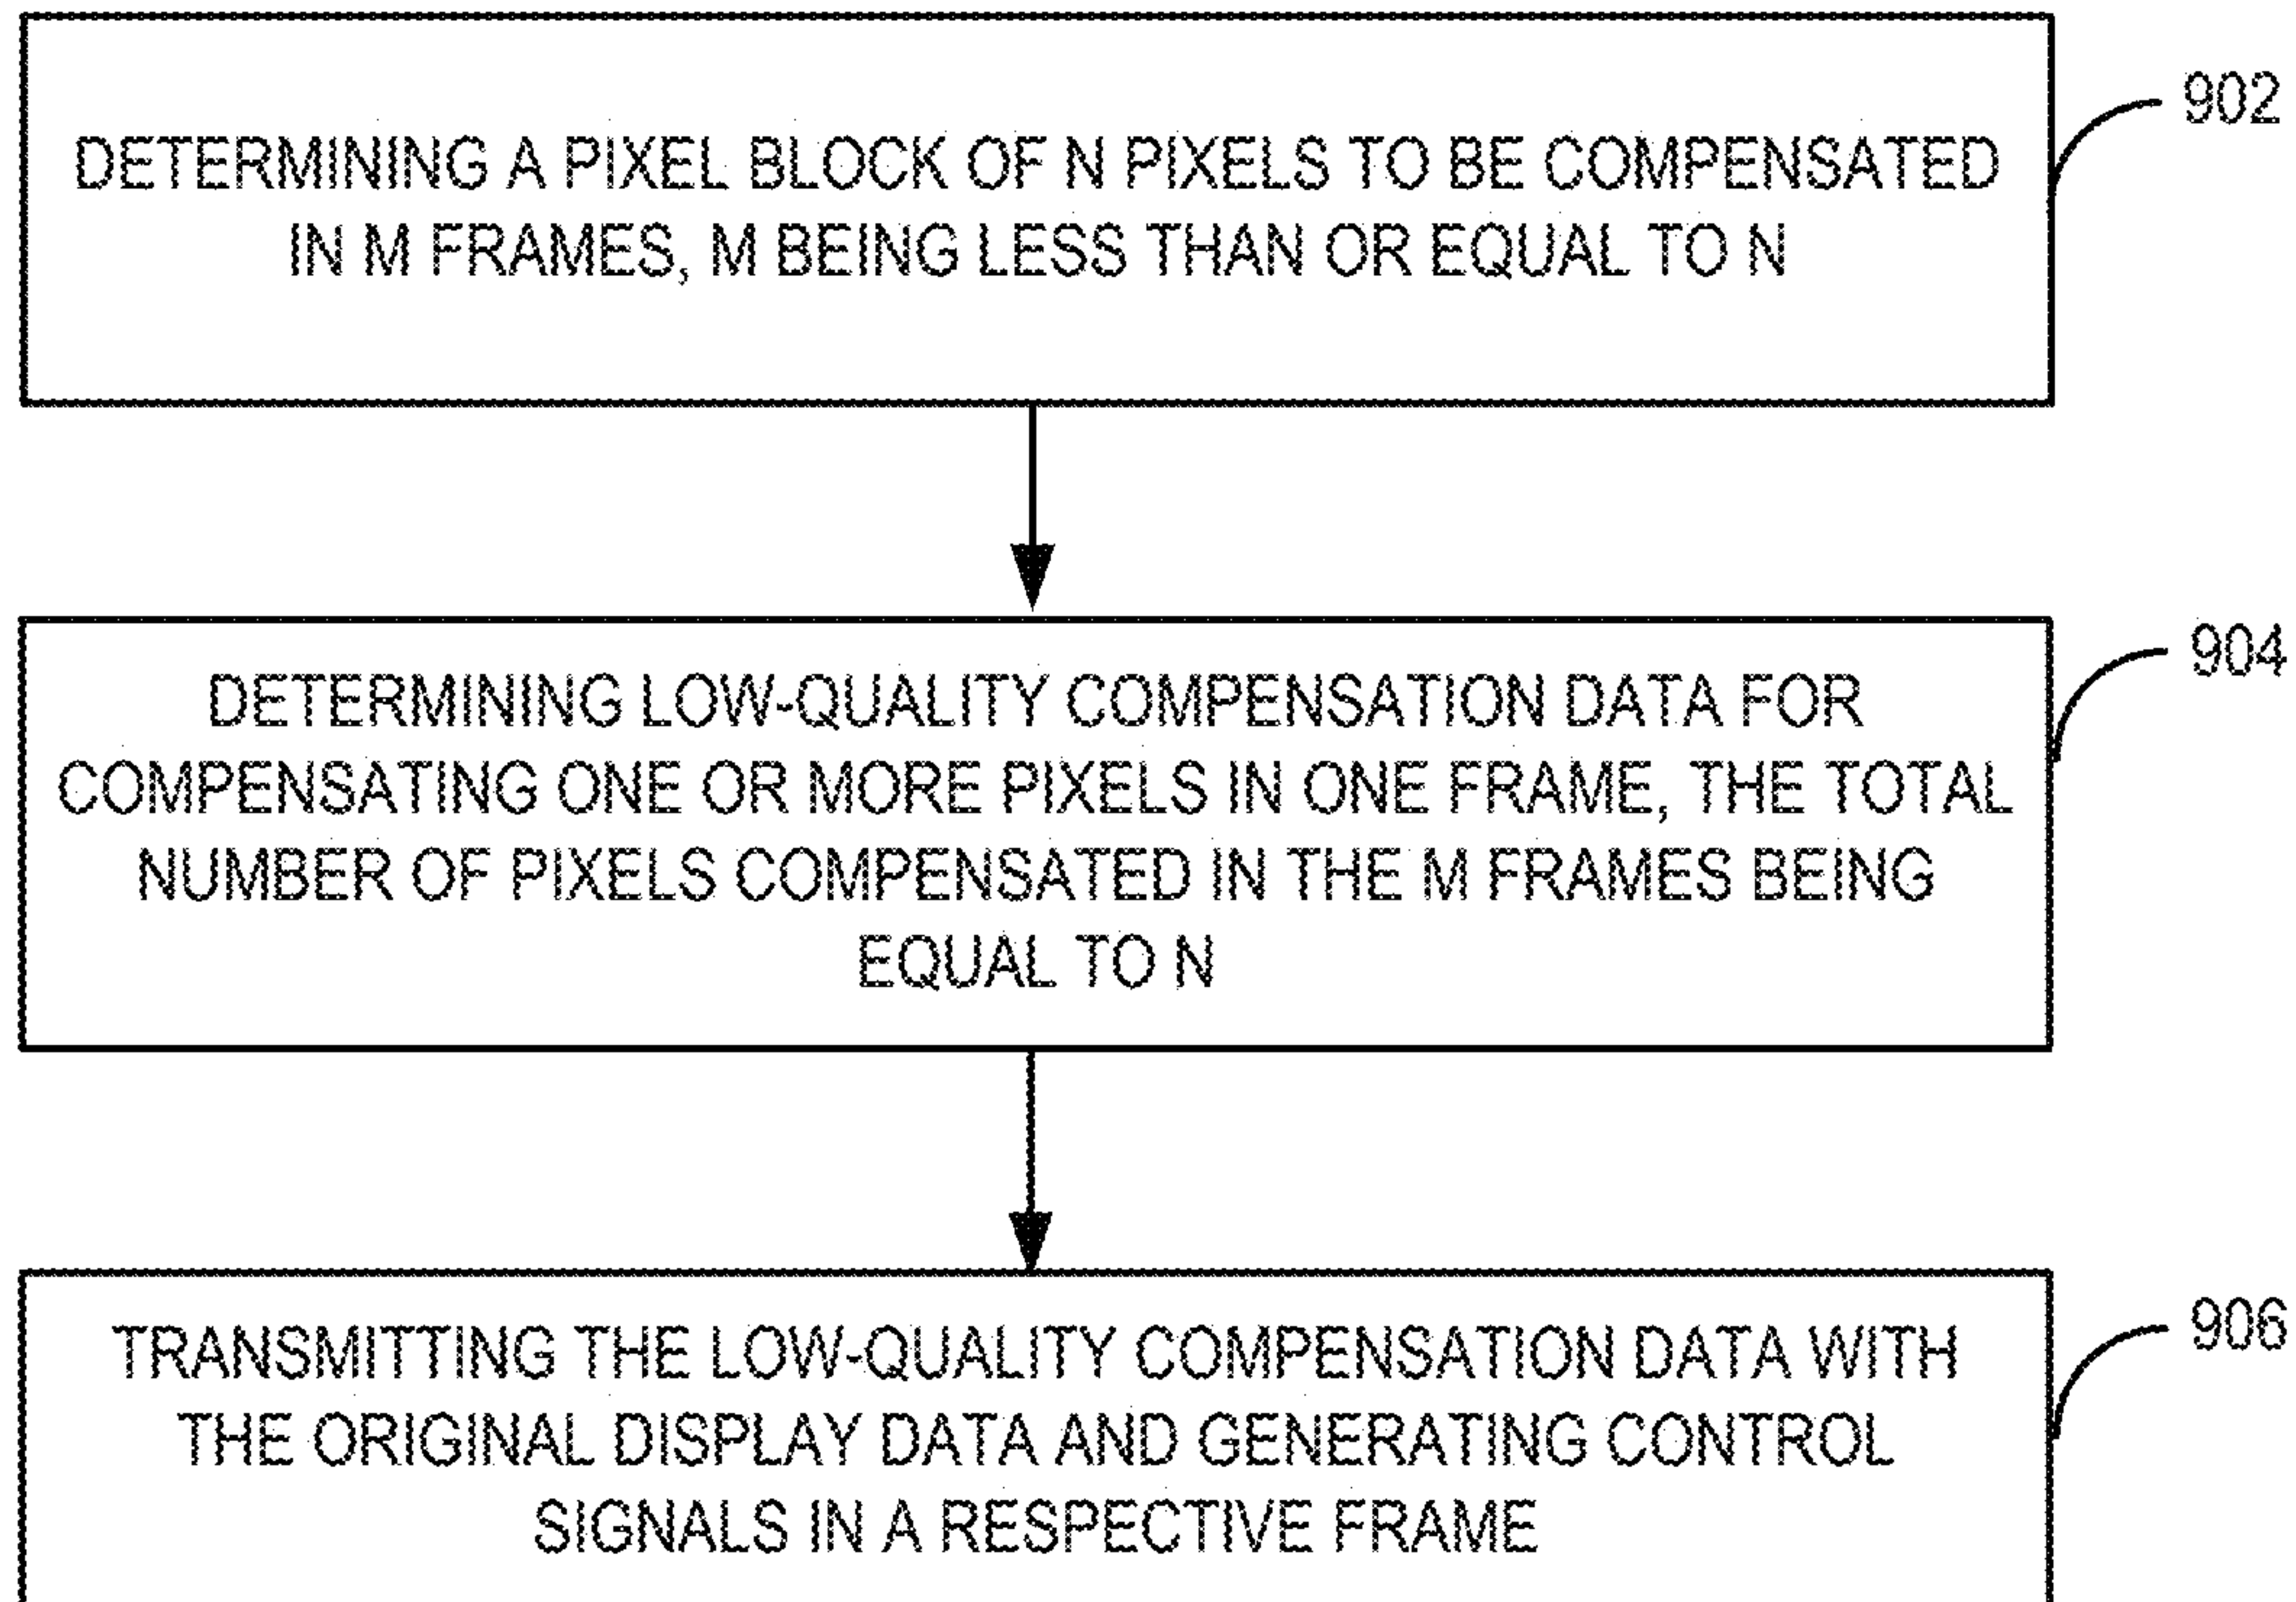 902
DETERMINING A PIXEL BLOCK OF N PIXELS TO BE COMPENSATED
IN M FRAMES, M BEING LESS THAN OR EQUAL TO N
904
DETERMINING LOW-QUALITY COMPENSATION DATA FOR
COMPENSATING ONE OR MORE PIXELS IN ONE FRAME, THE TOTAL
NUMBER OF PIXELS COMPENSATED IN THE M FRAMES BEING
EQUAL TO N
906
TRANSMITTING THE LOW-QUALITY COMPENSATION DATA WITH
THE ORIGINAL DISPLAY DATA AND GENERATING CONTROL
SIGNALS IN A RESPECTIVE FRAME